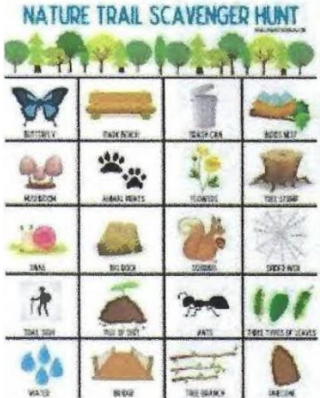 NATURE TRAIL SCAVENGER HUNT
BUTTERFLY
PARK BENCH
TRASH CAN
BIRDS NEST
MUSHROOM
ANIMAL PRINTS
FLOWERS
TREE STUMP
SNAIL
BIG ROCK
SQUIRREL
SPIDER WEB
TRAIL SIGN
PILE OF DIRT
ANTS
THREE TYPES OF LEAVES
WATER
BRIDGE
TREE BRANCH
PINECONE